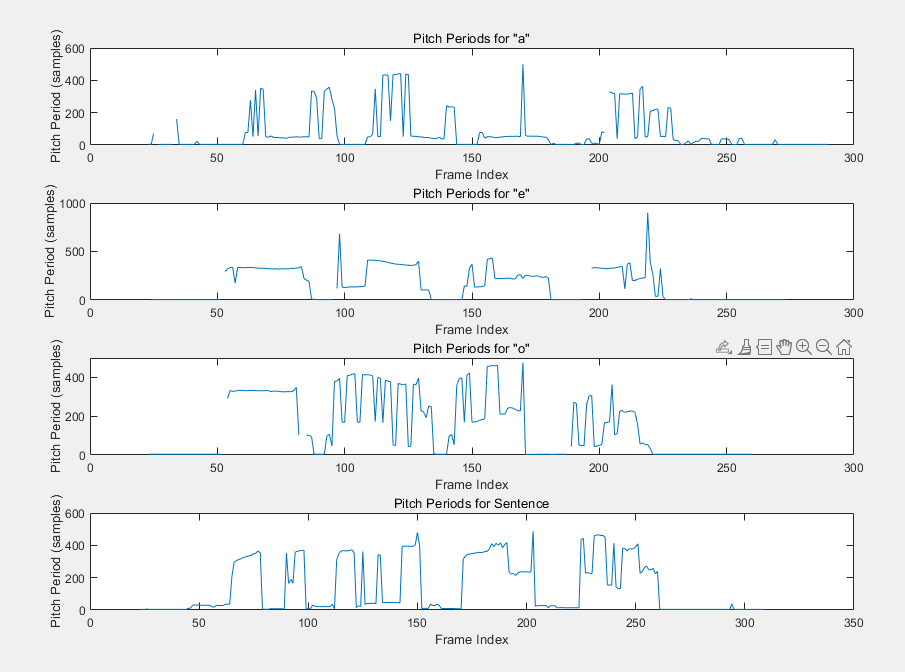 Pitch Periods for "a"
600
400
200
0
Pitch Period (samples)
0 50 100 150 200 250 300
Frame Index
Pitch Periods for "e"
1000
500
0
Pitch Period (samples)
0 50 100 150 200 250 300
Frame Index
Pitch Periods for "o"
400
200
0
Pitch Period (samples)
0 50 100 150 200 250 300
Frame Index
Pitch Periods for Sentence
600
400
200
0
Pitch Period (samples)
0 50 100 150 200 250 300 350
Frame Index